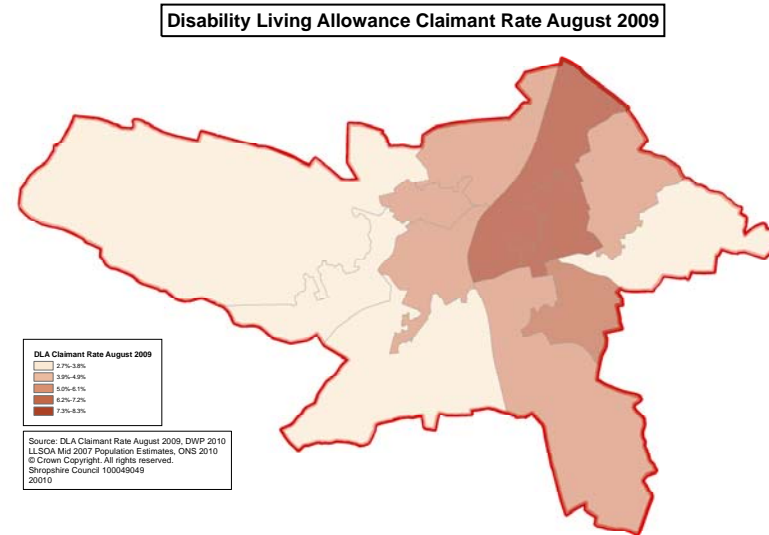 Disability Living Allowance Claimant Rate August 2009
DLA Claimant Rate August 2009
2.7%-3.8%
3.9%-4.9%
5.0%-6.1%
6.2%-7.2%
7.3%-8.3%
Source: DLA Claimant Rate August 2009, DWP 2010
LLSOA Mid 2007 Population Estimates, ONS 2010
© Crown Copyright. All rights reserved.
Shropshire Council 100049049
20010